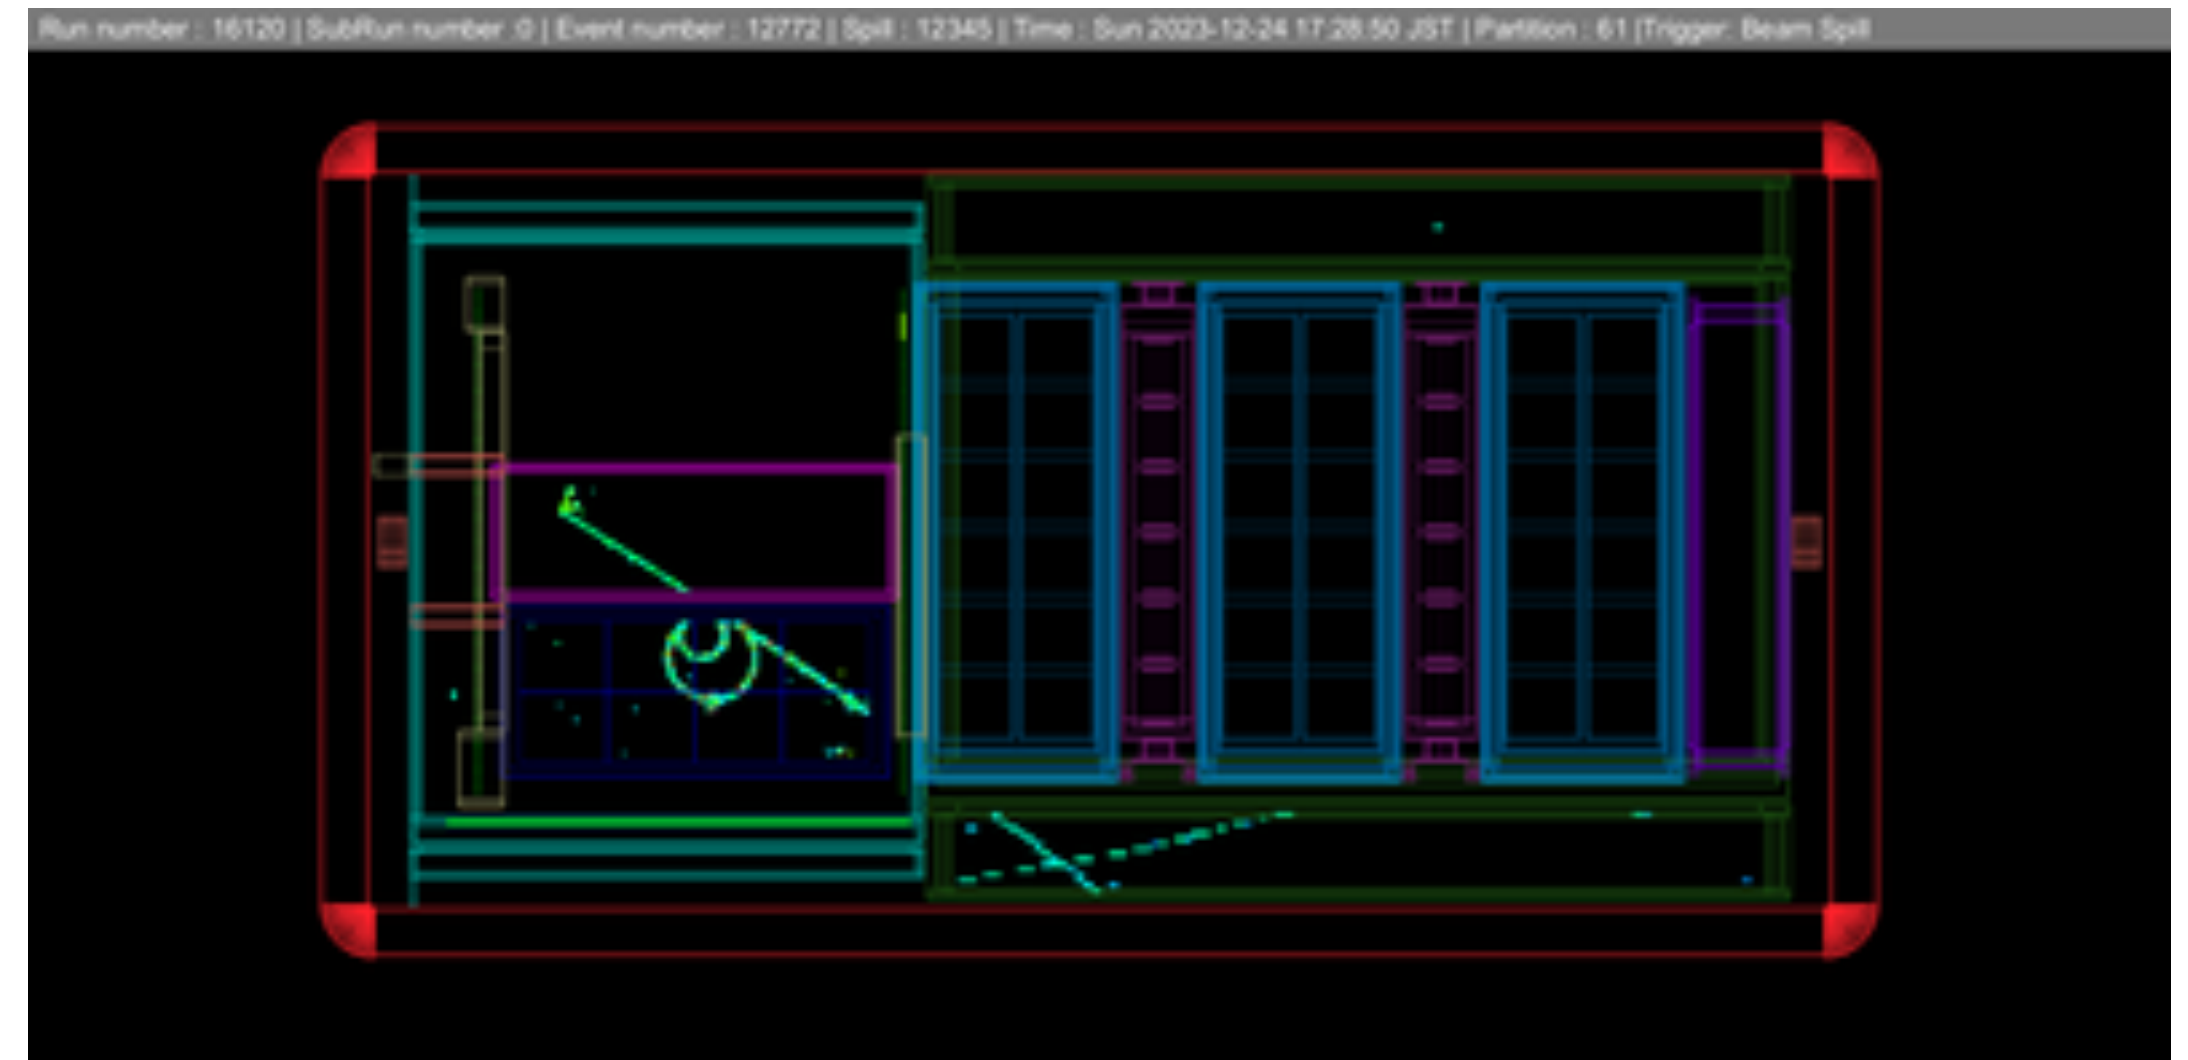 Run number : 16120 | SubRun number :0 | Event number : 12772 | Spill : 12345 | Time : Sun 2023-12-24 17:28:50 JST | Partition : 61 |Trigger: Beam Spill